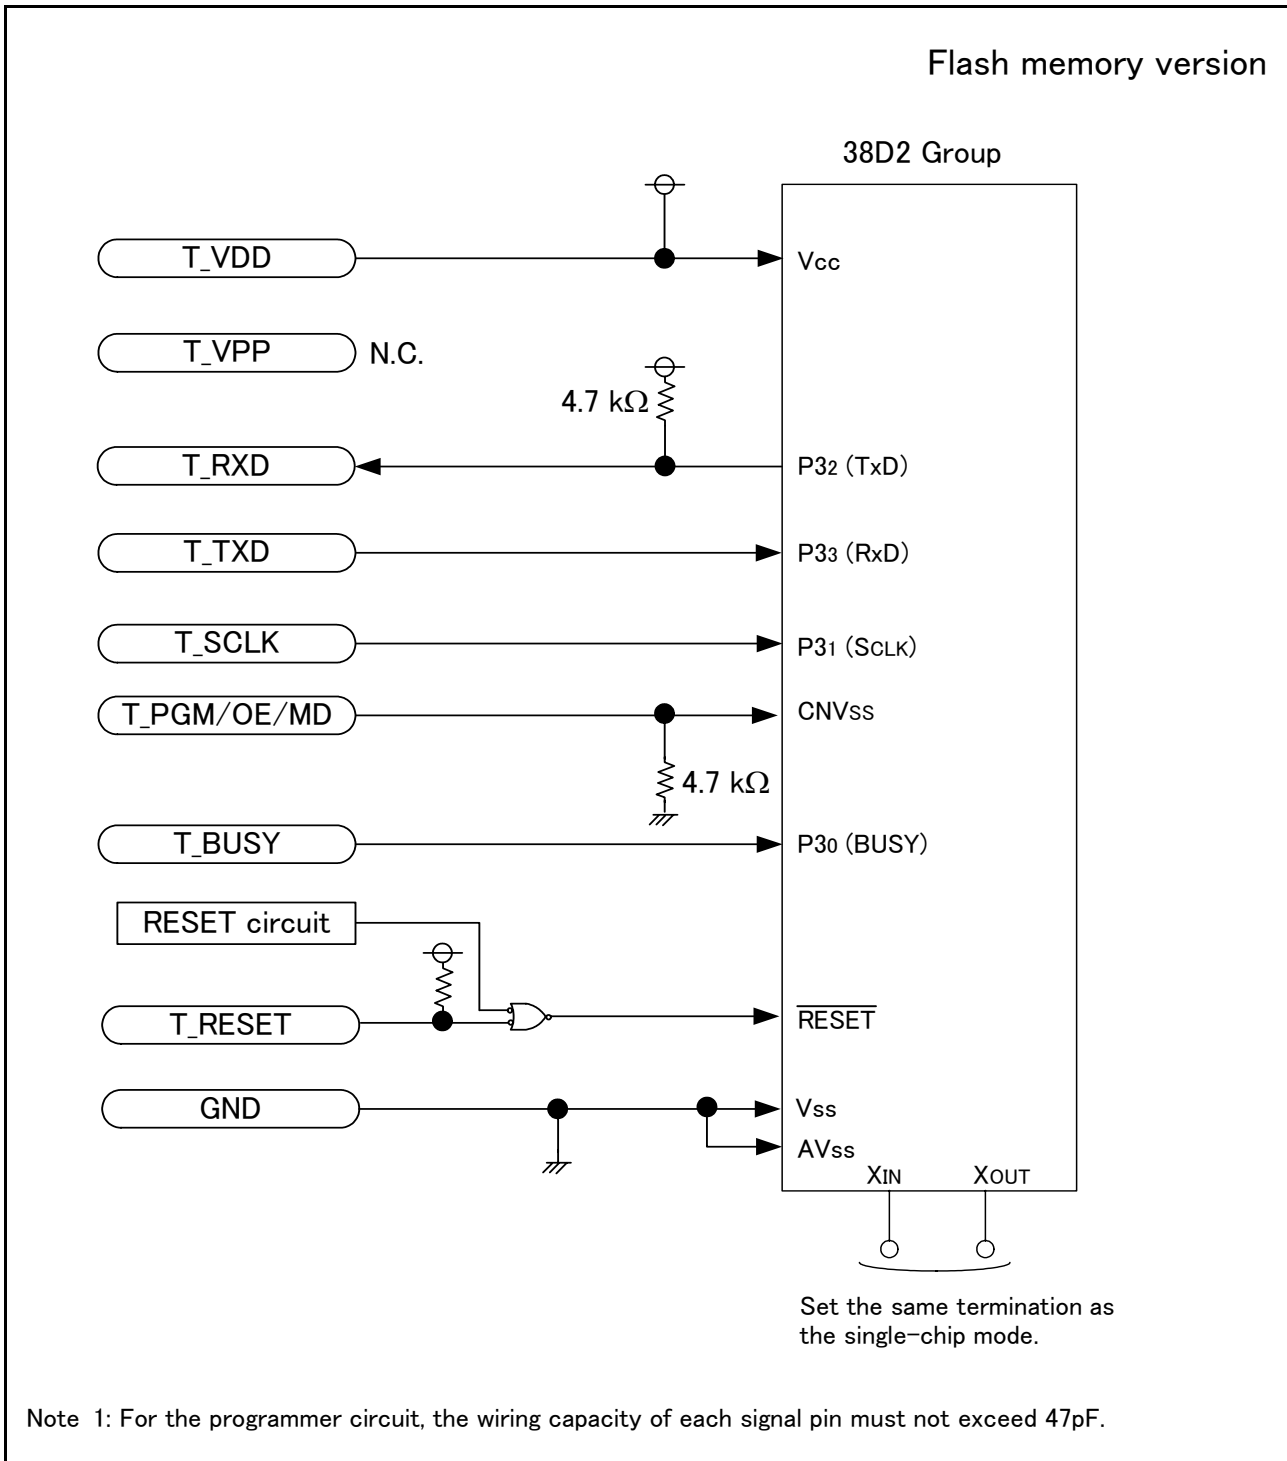 Flash memory version
38D2 Group
T_VDD
Vcc
T_VPP N.C.
4.7 kΩ
T_RXD
P32 (TxD)
T_TXD
P33 (RxD)
T_SCLK
P31 (SCLK)
T_PGM/OE/MD
CNVSS
4.7 kΩ
T_BUSY
P30 (BUSY)
RESET circuit
T_RESET
RESET
GND
Vss
AVss
XIN XOUT
Set the same termination as
the single-chip mode.
Note 1: For the programmer circuit, the wiring capacity of each signal pin must not exceed 47pF.